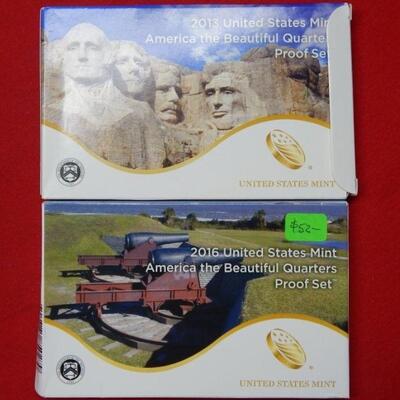 2013 United States Mint
America the Beautiful Quarters
Proof Set
UNITED STATES MINT
$52-
2016 United States Mint
America the Beautiful Quarters
Proof Set
UNITED STATES MINT